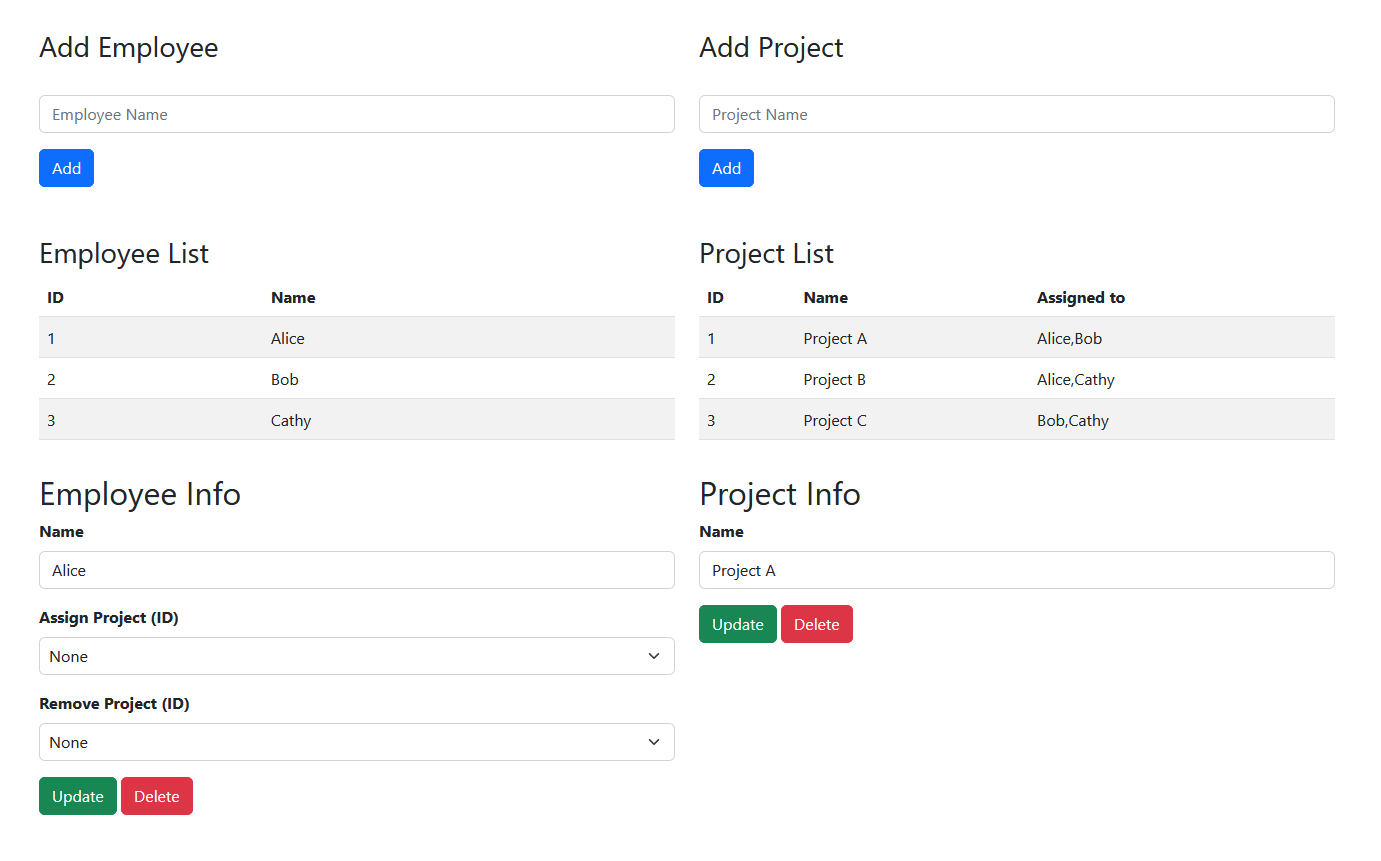 Add Employee
Employee Name
Add
Add Project
Project Name
Add
Employee List
ID Name
1 Alice
2 Bob
3 Cathy
Project List
ID Name Assigned to
1 Project A Alice,Bob
2 Project B Alice,Cathy
3 Project C Bob,Cathy
Employee Info
Name
Alice
Assign Project (ID)
None
Remove Project (ID)
None
Update Delete
Project Info
Name
Project A
Update Delete